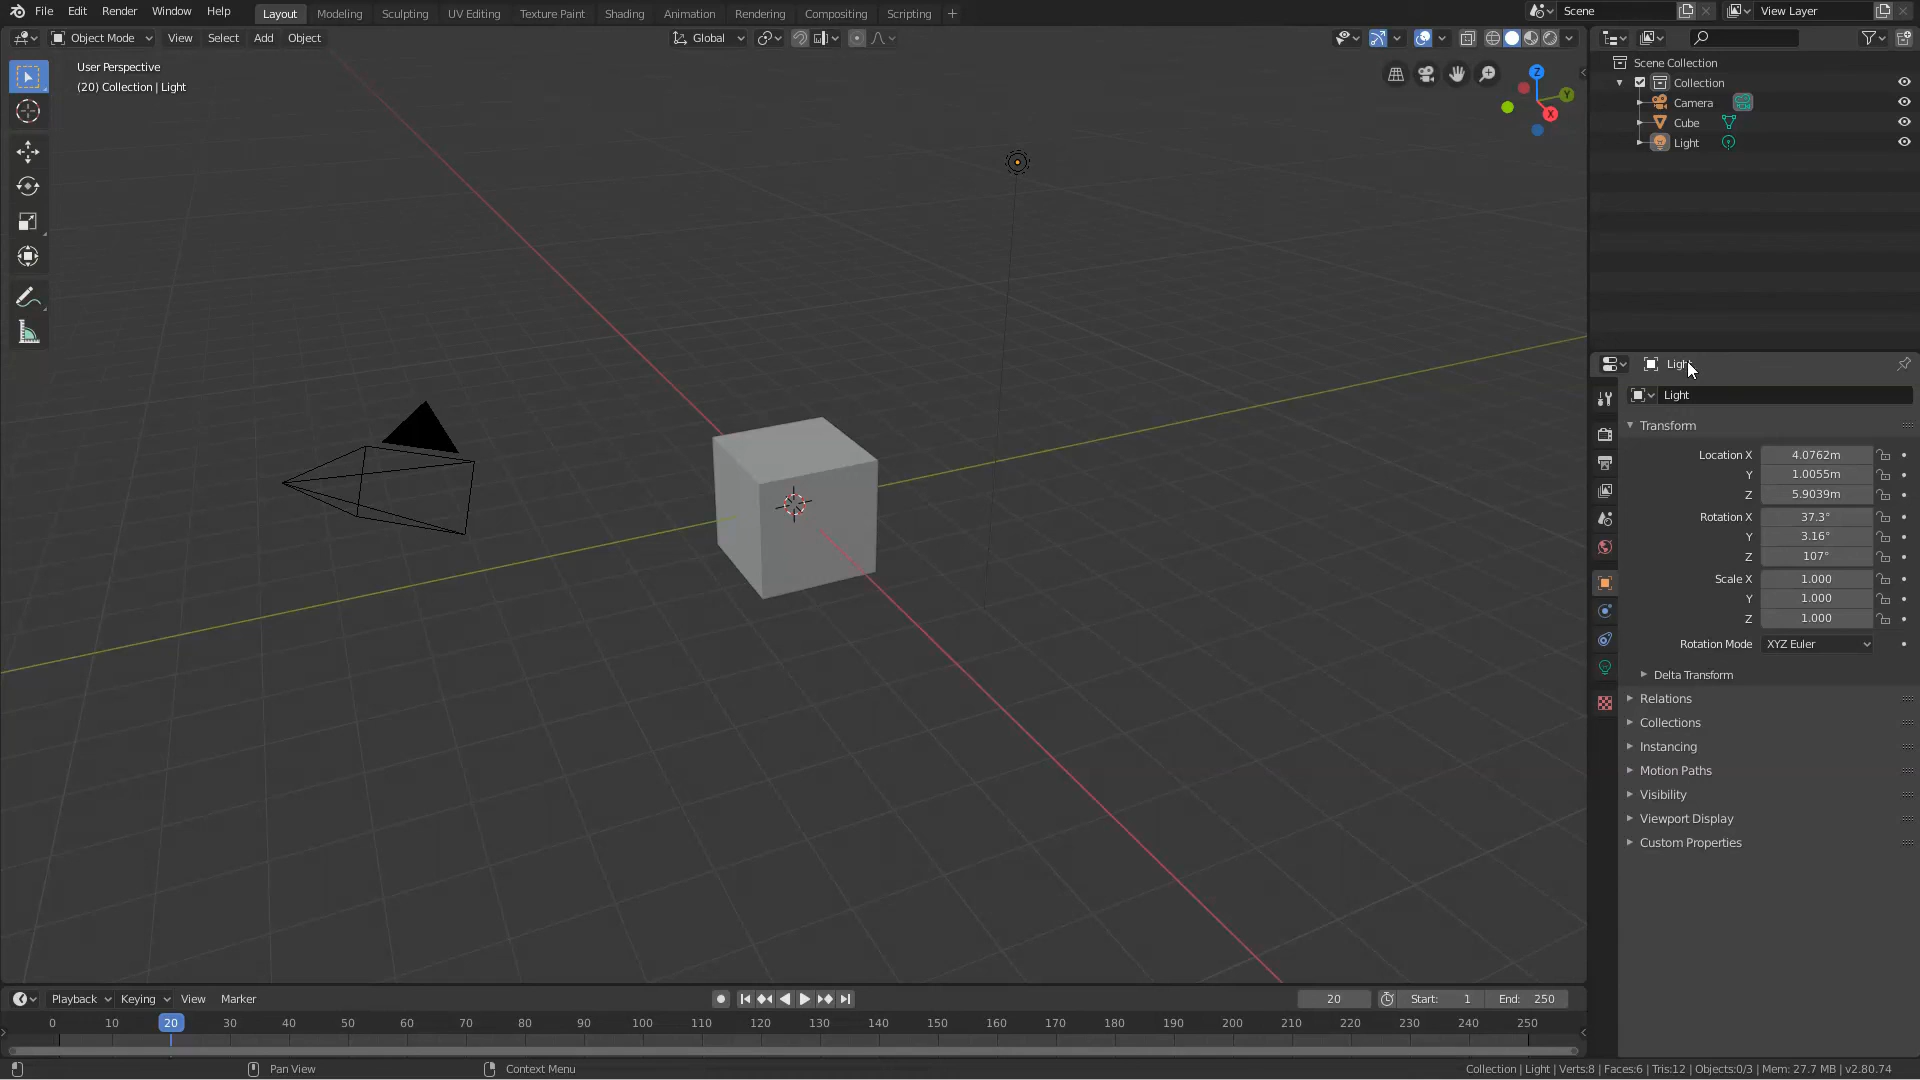 File Edit Render Window Help Layout Modeling Sculpting UV Editing Texture Paint Shading Animation Rendering Compositing Scripting + Scene View Layer
Object Mode View Select Add Object Global
User Perspective
(20) Collection | Light
Z
Y
X
Scene Collection
Collection
Camera
Cube
Light
Light
Light
Transform
Location X 4.0762m
Y 1.0055m
Z 5.9039m
Rotation X 37.3°
Y 3.16°
Z 107°
Scale X 1.000
Y 1.000
Z 1.000
Rotation Mode XYZ Euler
Delta Transform
Relations
Collections
Instancing
Motion Paths
Visibility
Viewport Display
Custom Properties
Playback Keying View Marker 20 Start: 1 End: 250
0 10 20 30 40 50 60 70 80 90 100 110 120 130 140 150 160 170 180 190 200 210 220 230 240 250
Pan View Context Menu Collection | Light | Verts:8 | Faces:6 | Tris:12 | Objects:0/3 | Mem: 27.7 MB | v2.80.74